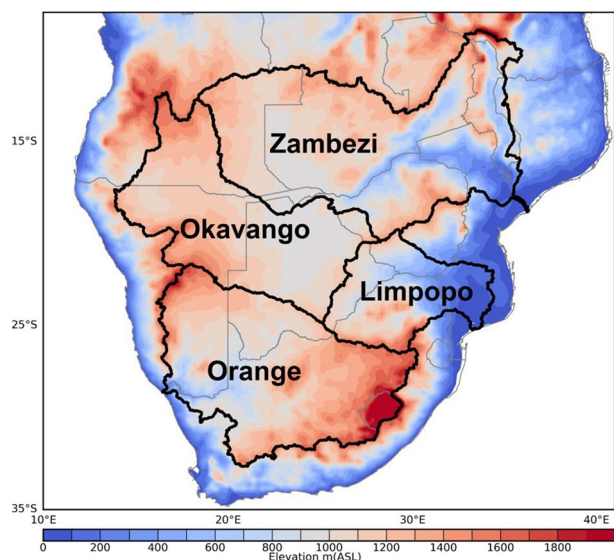 Zambezi
15°S
Okavango
Limpopo
25°S
Orange
35°S
10°E 20°E 30°E 40°E
0 200 400 600 800 1000 1200 1400 1600 1800
Elevation m(ASL)